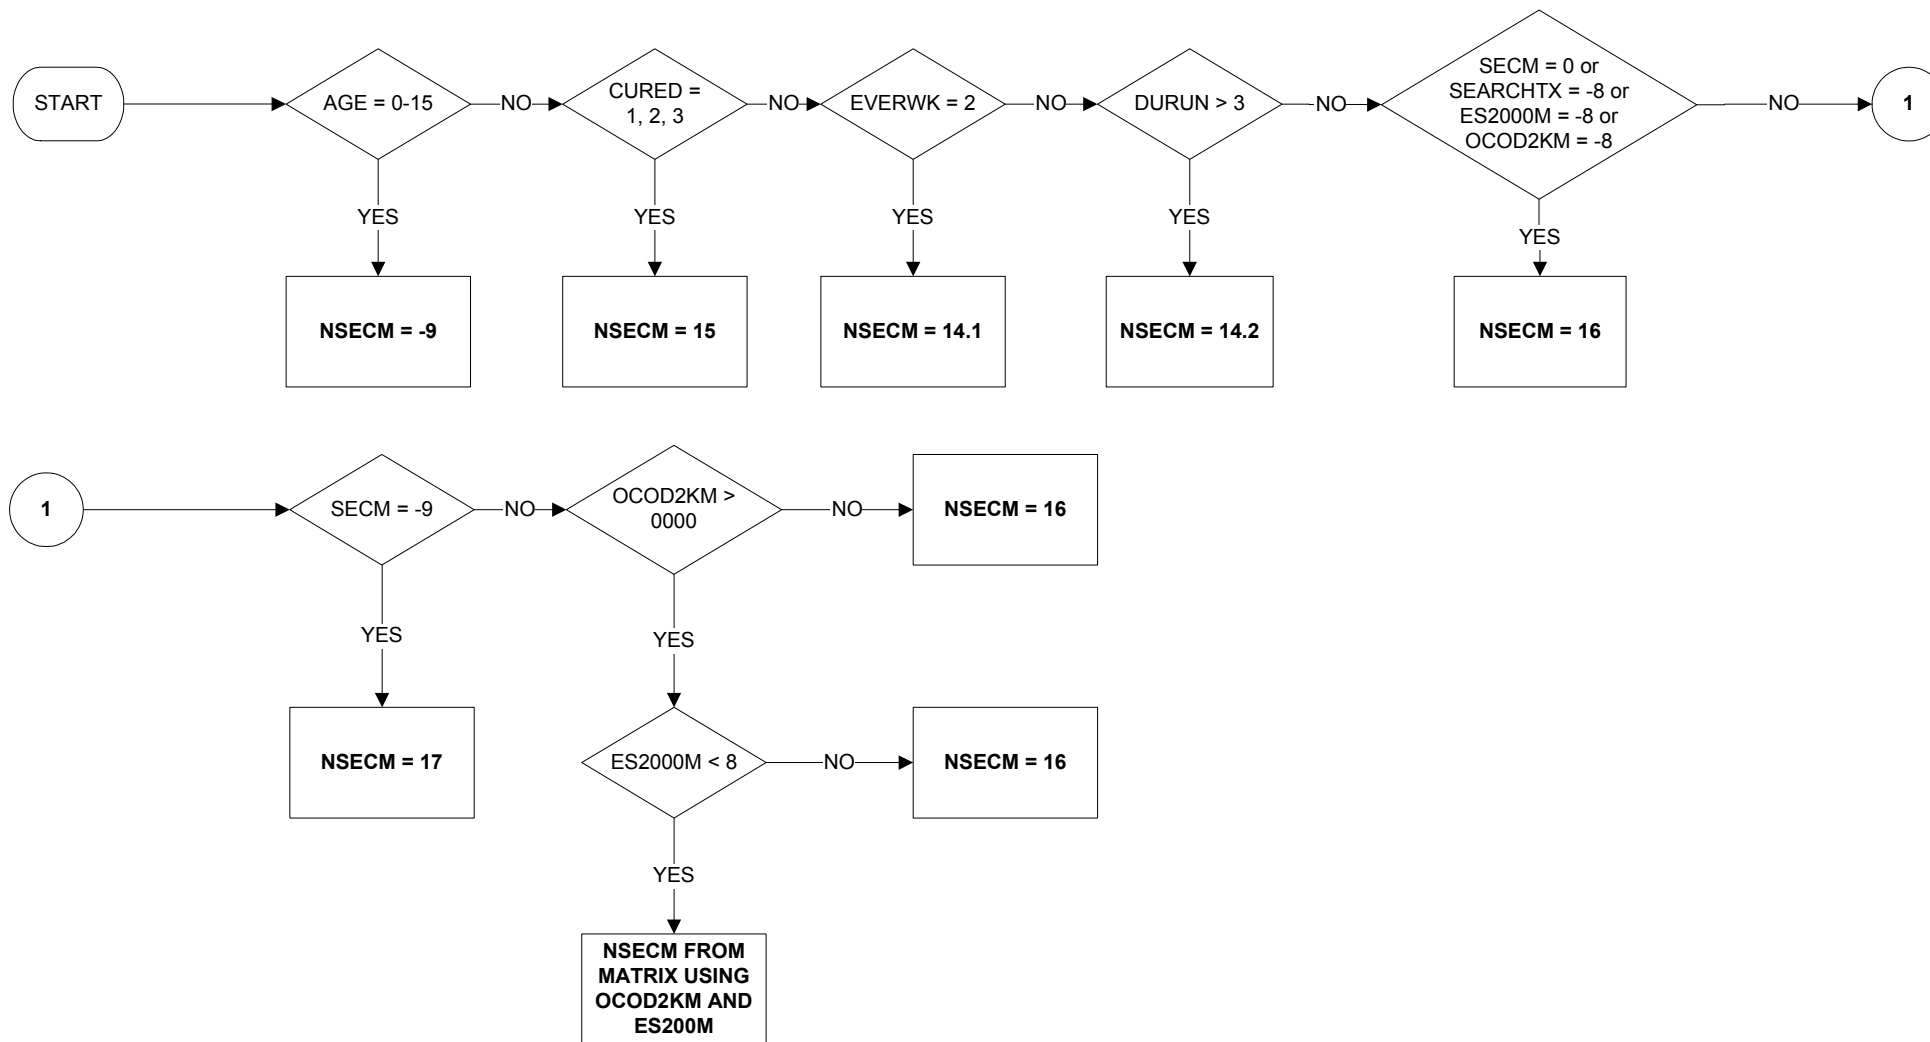 START
AGE = 0-15
NO
CURED =
1, 2, 3
NO
EVERWK = 2
NO
DURUN > 3
NO
SECM = 0 or
SEARCHTX = -8 or
ES2000M = -8 or
OCOD2KM = -8
NO
1
YES
YES
YES
YES
YES
NSECM = -9
NSECM = 15
NSECM = 14.1
NSECM = 14.2
NSECM = 16
1
SECM = -9
NO
OCOD2KM >
0000
NO
NSECM = 16
YES
YES
NSECM = 17
ES2000M < 8
NO
NSECM = 16
YES
NSECM FROM
MATRIX USING
OCOD2KM AND
ES200M